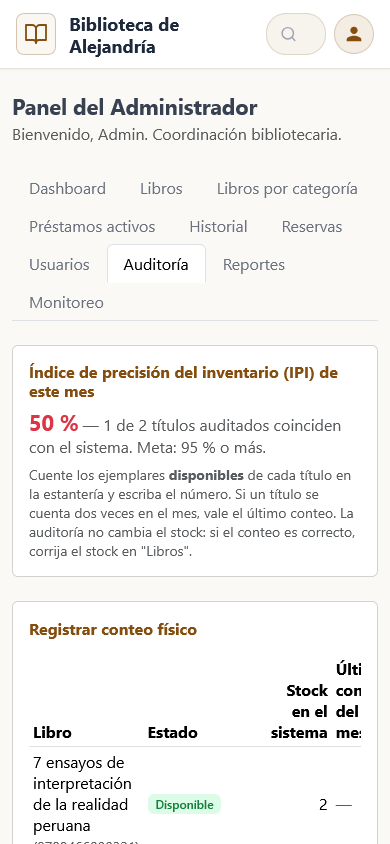 Biblioteca de
Alejandría
Panel del Administrador
Bienvenido, Admin. Coordinación bibliotecaria.
Dashboard Libros Libros por categoría
Préstamos activos Historial Reservas
Usuarios Auditoría Reportes
Monitoreo
Índice de precisión del inventario (IPI) de
este mes
50 % — 1 de 2 títulos auditados coinciden
con el sistema. Meta: 95 % o más.
Cuente los ejemplares disponibles de cada título en
la estantería y escriba el número. Si un título se
cuenta dos veces en el mes, vale el último conteo. La
auditoría no cambia el stock: si el conteo es correcto,
corrija el stock en "Libros".
Registrar conteo físico
Libro Estado Stock en el sistema del
7 ensayos de
interpretación
de la realidad
peruana
Disponible 2 —